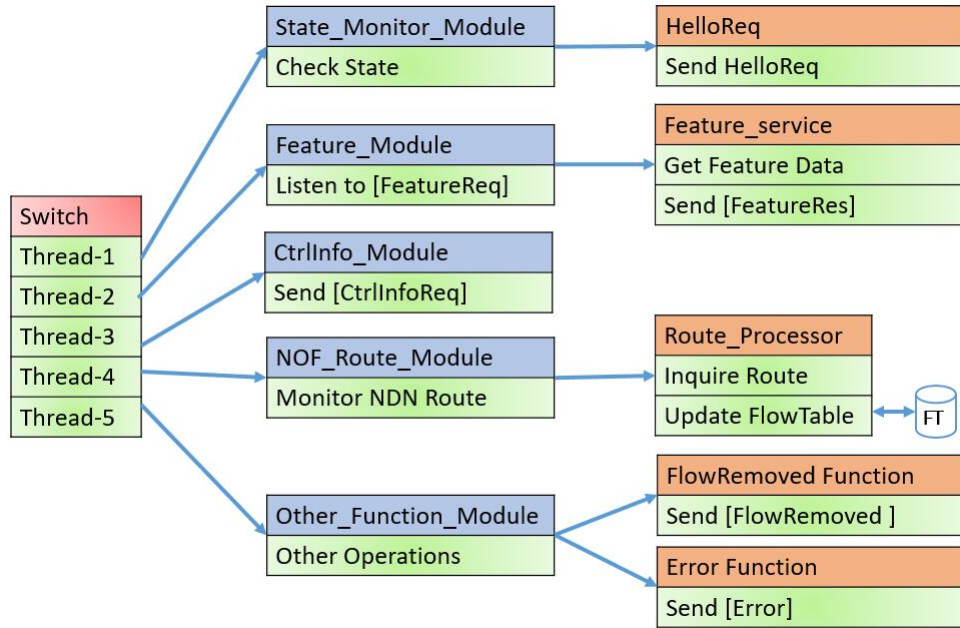 Switch
Thread-1
Thread-2
Thread-3
Thread-4
Thread-5
State_Monitor_Module
Check State
Feature_Module
Listen to [FeatureReq]
CtrlInfo_Module
Send [CtrlInfoReq]
NOF_Route_Module
Monitor NDN Route
Other_Function_Module
Other Operations
HelloReq
Send HelloReq
Feature_service
Get Feature Data
Send [FeatureRes]
Route_Processor
Inquire Route
Update FlowTable
FT
FlowRemoved Function
Send [FlowRemoved ]
Error Function
Send [Error]